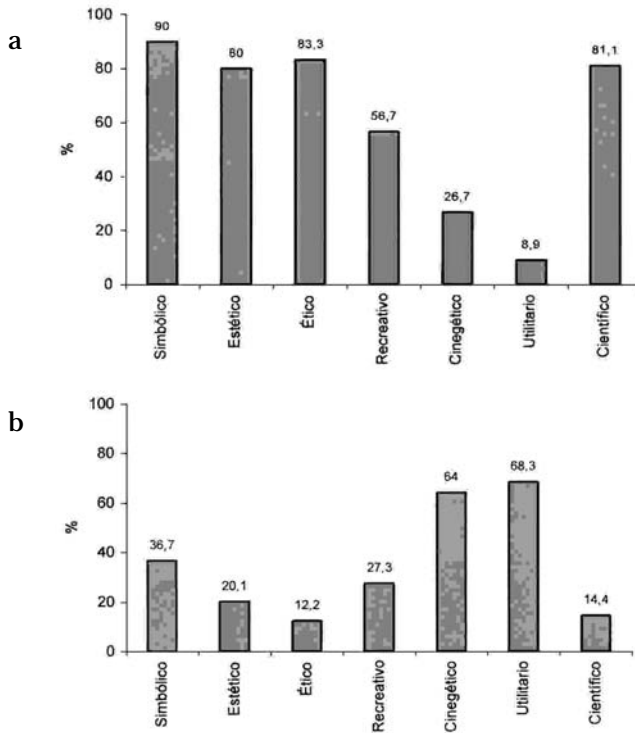 a
100
80
60
40
20
0
%
90
80
83,3
56,7
26,7
8,9
81,1
Simbólico
Estético
Ético
Recreativo
Cinegético
Utilitario
Científico
b
100
80
60
40
20
0
%
36,7
20,1
12,2
27,3
64
68,3
14,4
Simbólico
Estético
Ético
Recreativo
Cinegético
Utilitario
Científico